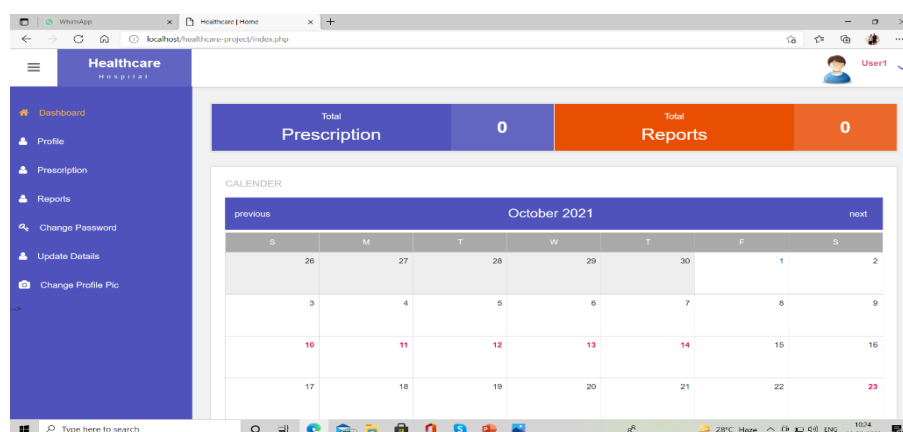 WhatsApp
Healthcare | Home
localhost/healthcare-project/index.php
Healthcare
Hospital
User1
Dashboard
Profile
Prescription
Reports
Change Password
Update Details
Change Profile Pic
-->
Total
Prescription
0
Total
Reports
0
CALENDER
previous October 2021 next
S M T W T F S
26 27 28 29 30 1 2
3 4 5 6 7 8 9
10 11 12 13 14 15 16
17 18 19 20 21 22 23
Type here to search
28°C Haze ENG 10:24